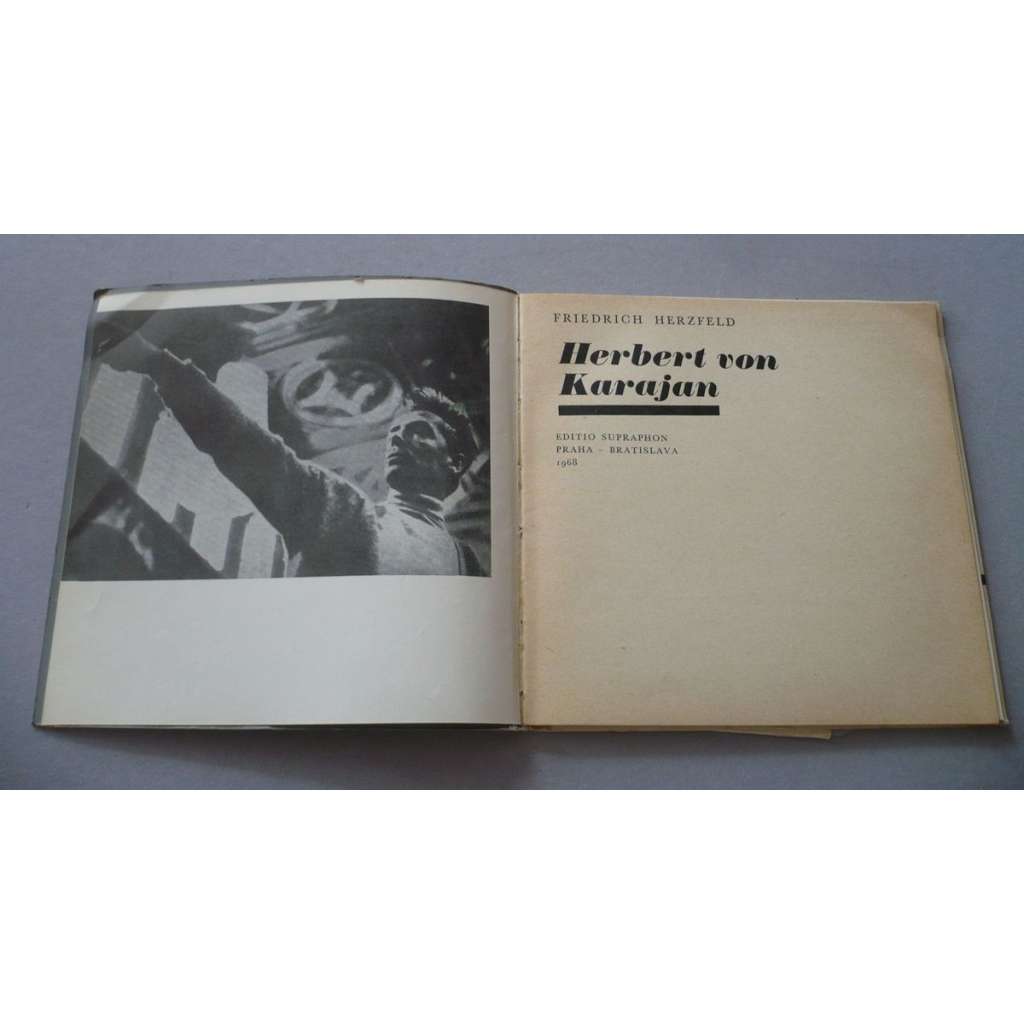 FRIEDRICH HERZFELD
Herbert von
Karajan
EDITIO SUPRAPHON
PRAHA – BRATISLAVA
1968